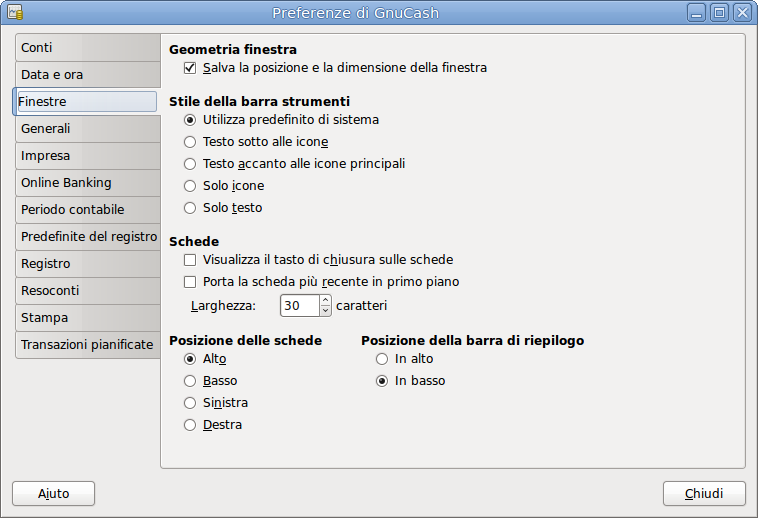 Preferenze di GnuCash
Conti
Data e ora
Finestre
Generali
Impresa
Online Banking
Periodo contabile
Predefinite del registro
Registro
Resoconti
Stampa
Transazioni pianificate
Geometria finestra
Salva la posizione e la dimensione della finestra
Stile della barra strumenti
Utilizza predefinito di sistema
Testo sotto alle icone
Testo accanto alle icone principali
Solo icone
Solo testo
Schede
Visualizza il tasto di chiusura sulle schede
Porta la scheda più recente in primo piano
Larghezza: 30 caratteri
Posizione delle schede
Alto
Basso
Sinistra
Destra
Posizione della barra di riepilogo
In alto
In basso
Aiuto
Chiudi